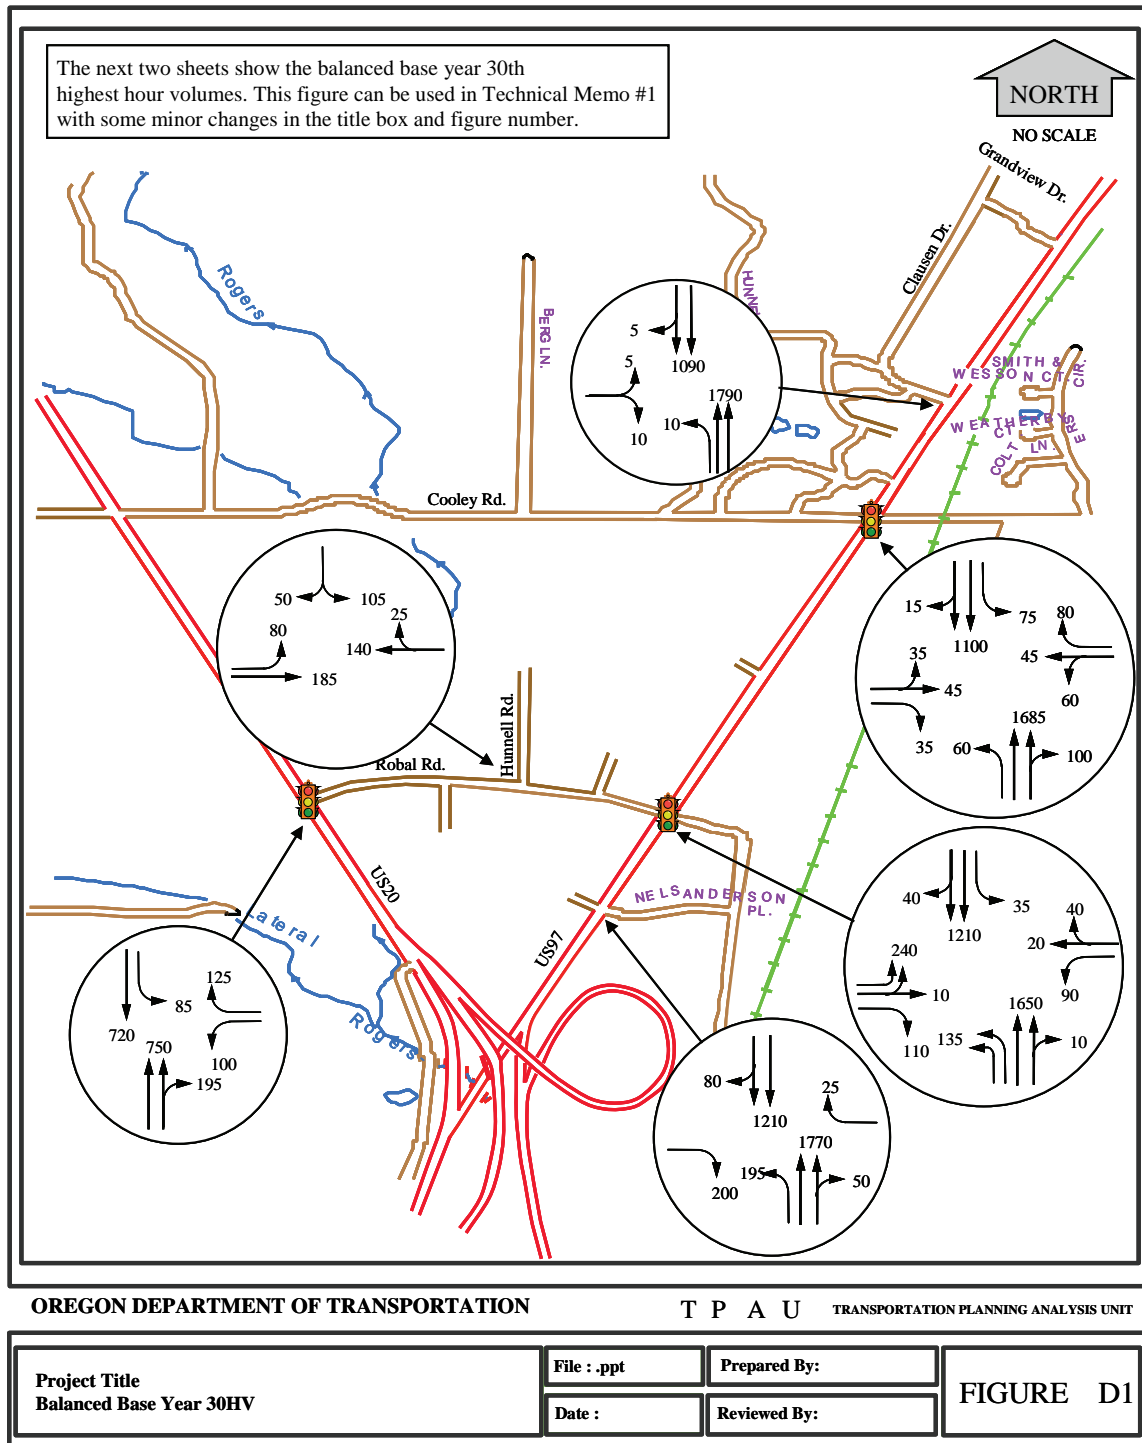 The next two sheets show the balanced base year 30th
highest hour volumes. This figure can be used in Technical Memo #1
with some minor changes in the title box and figure number.
NORTH
NO SCALE
Grandview Dr.
Clausen Dr.
Rogers
BERG LN.
HUNNE
5
1090
5
10
1790
10
SMITH &
WESSON CT.
CIR.
WEATHERBY
CT.
COLT LN.
ERS
Cooley Rd.
50
105
25
80
140
185
15
75
80
1100
35
45
45
60
35
1685
60
100
Hunnell Rd.
Robal Rd.
US20
US97
NELS ANDERSON
PL.
Lateral
Rogers
40
35
40
1210
20
240
10
90
1650
110
135
10
125
85
720
750
100
195
80
25
1210
1770
195
50
200
OREGON DEPARTMENT OF TRANSPORTATION
T P A U TRANSPORTATION PLANNING ANALYSIS UNIT
Project Title
Balanced Base Year 30HV
File : .ppt
Prepared By:
Date :
Reviewed By:
FIGURE D1